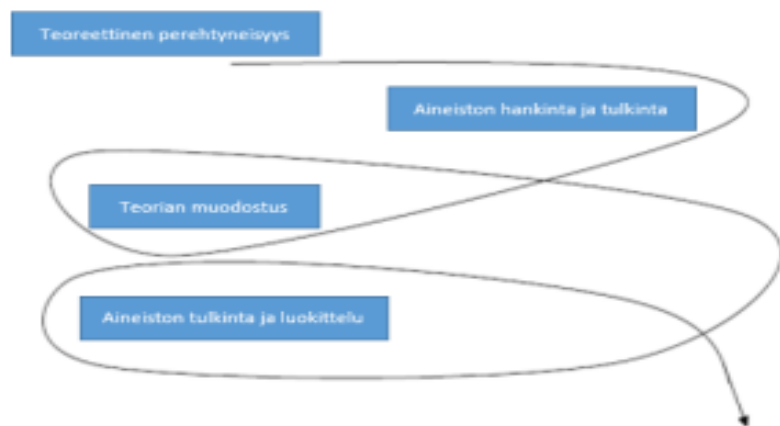 Teoreettinen perehtyneisyys
Aineiston hankinta ja tulkinta
Teorian muodostus
Aineiston tulkinta ja luokittelu